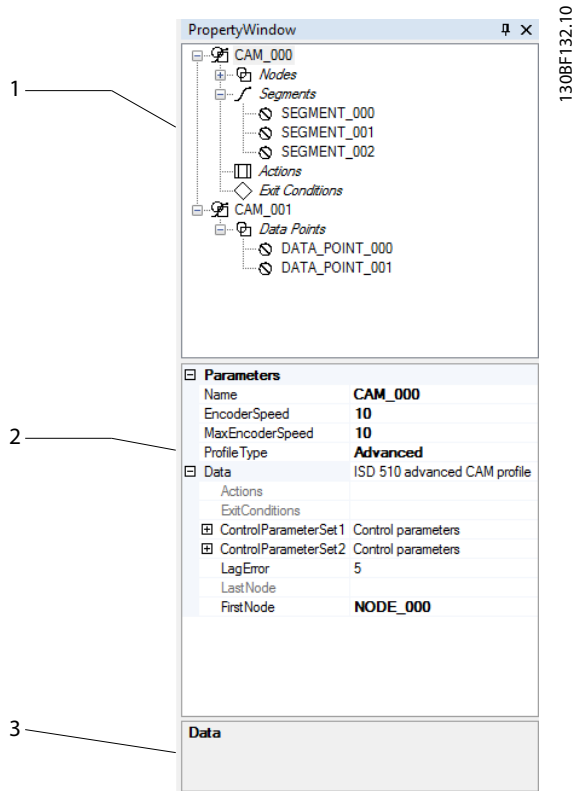 130BF132.10
PropertyWindow
1
CAM_000
Nodes
Segments
SEGMENT_000
SEGMENT_001
SEGMENT_002
Actions
Exit Conditions
CAM_001
Data Points
DATA_POINT_000
DATA_POINT_001
2
Parameters
Name CAM_000
EncoderSpeed 10
MaxEncoderSpeed 10
ProfileType Advanced
Data ISD 510 advanced CAM profile
Actions
ExitConditions
ControlParameterSet1 Control parameters
ControlParameterSet2 Control parameters
LagError 5
LastNode
FirstNode NODE_000
3
Data